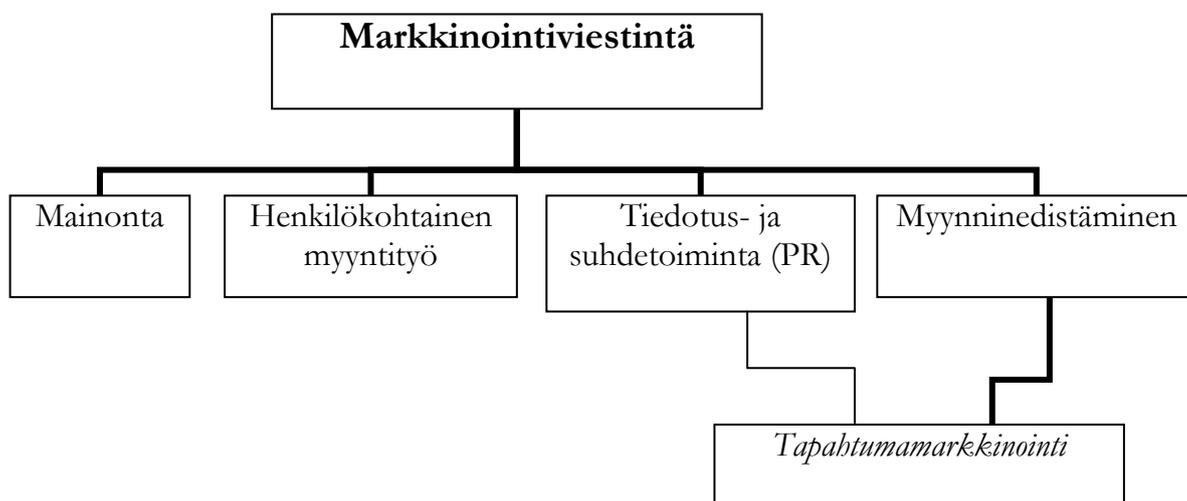 Markkinointiviestintä
Mainonta
Henkilökohtainen
myyntityö
Tiedotus- ja
suhdetoiminta (PR)
Myynninedistäminen
Tapahtumamarkkinointi